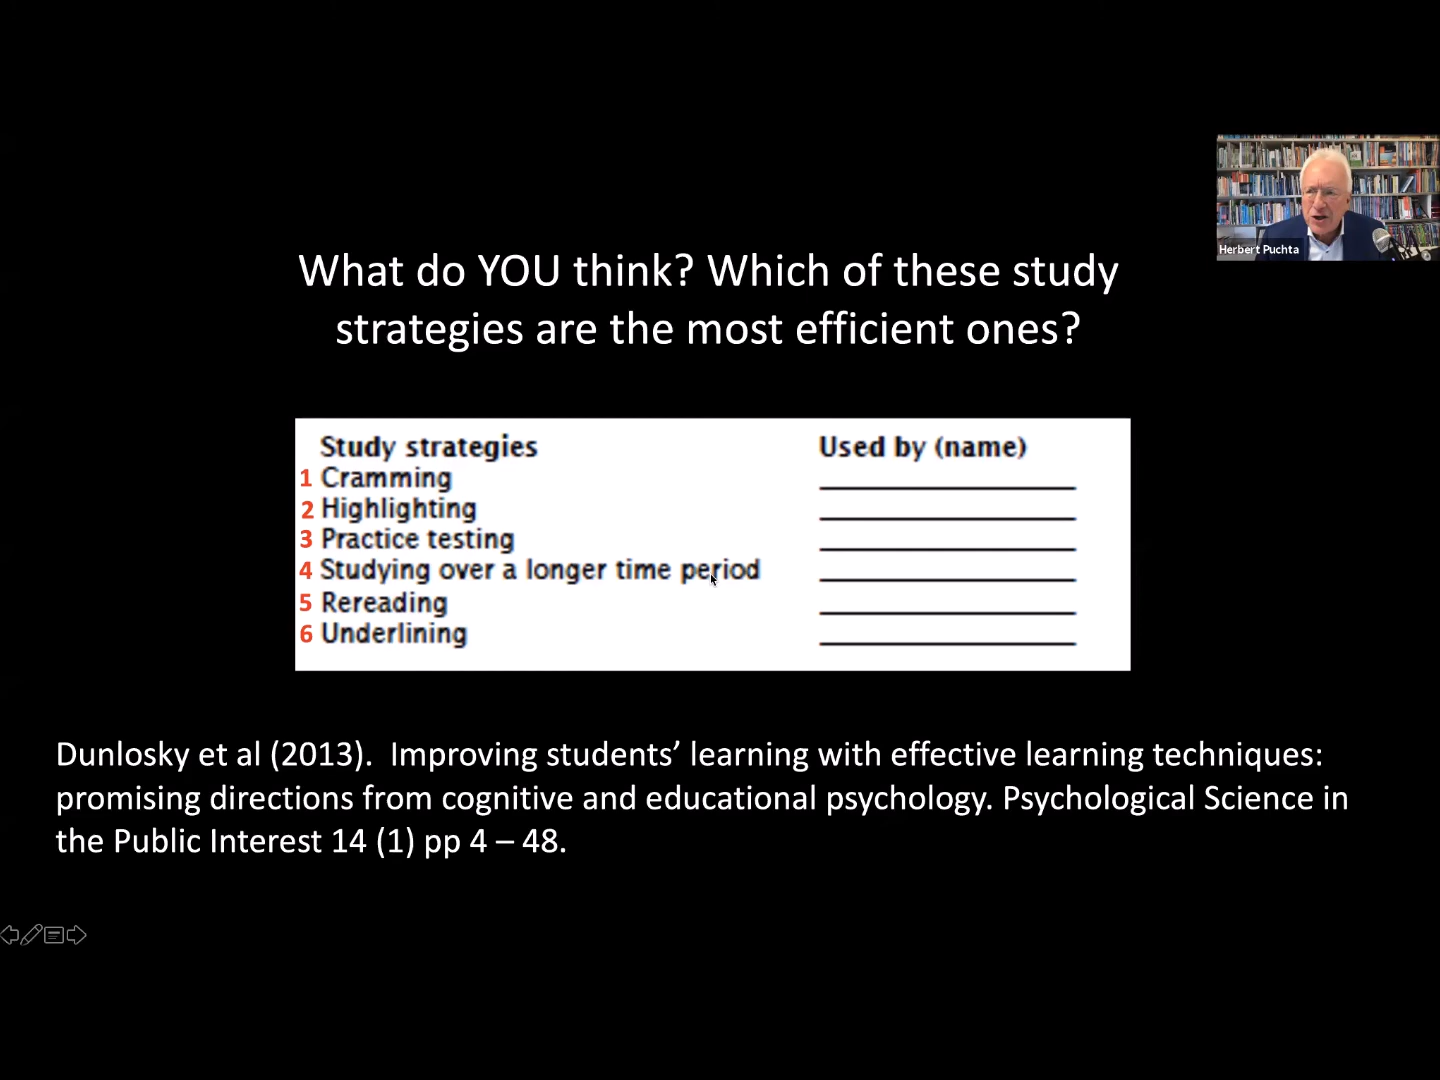 Herbert Puchta
What do YOU think? Which of these study
strategies are the most efficient ones?
Study strategies Used by (name)
1 Cramming
2 Highlighting
3 Practice testing
4 Studying over a longer time period
5 Rereading
6 Underlining
Dunlosky et al (2013).  Improving students’ learning with effective learning techniques:
promising directions from cognitive and educational psychology. Psychological Science in
the Public Interest 14 (1) pp 4 – 48.